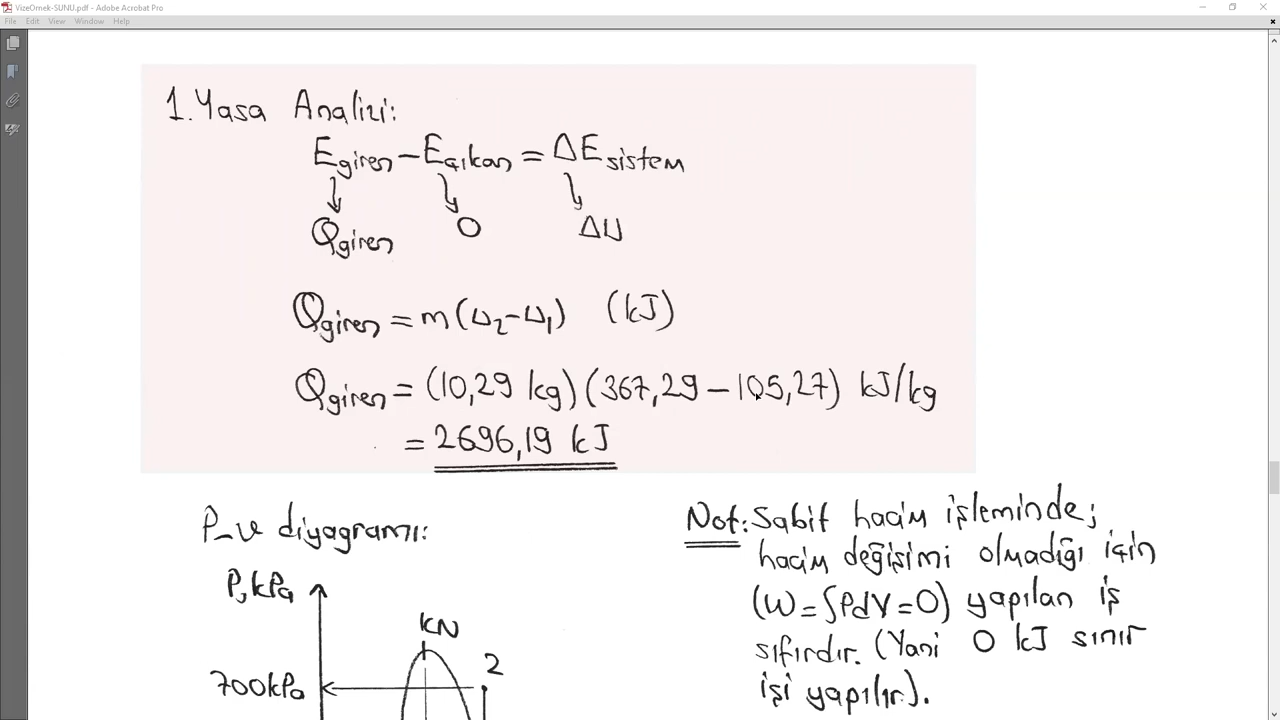 VizeOrnek-SUNU.pdf - Adobe Acrobat Pro
File Edit View Window Help
1. Yasa Analizi:
Egiren - Eçıkan = ΔEsistem
Qgiren 0 ΔU
Qgiren = m(u2-u1) (kJ)
Qgiren = (10,29 kg)(367,29 - 105,27) kJ/kg
= 2696,19 kJ
P-v diyagramı:
P,kPa
KN
2
700kPa
Not: Sabit hacim işleminde;
hacim değişimi olmadığı için
(W=∫PdV=0) yapılan iş
sıfırdır. (Yani 0 kJ sınır
işi yapılır).